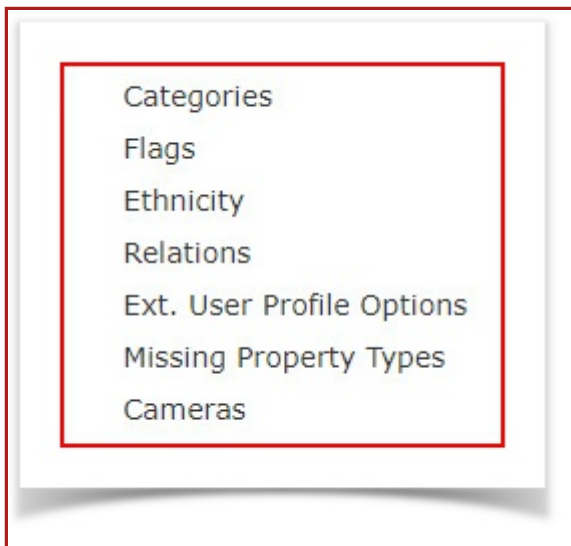 Categories
Flags
Ethnicity
Relations
Ext. User Profile Options
Missing Property Types
Cameras